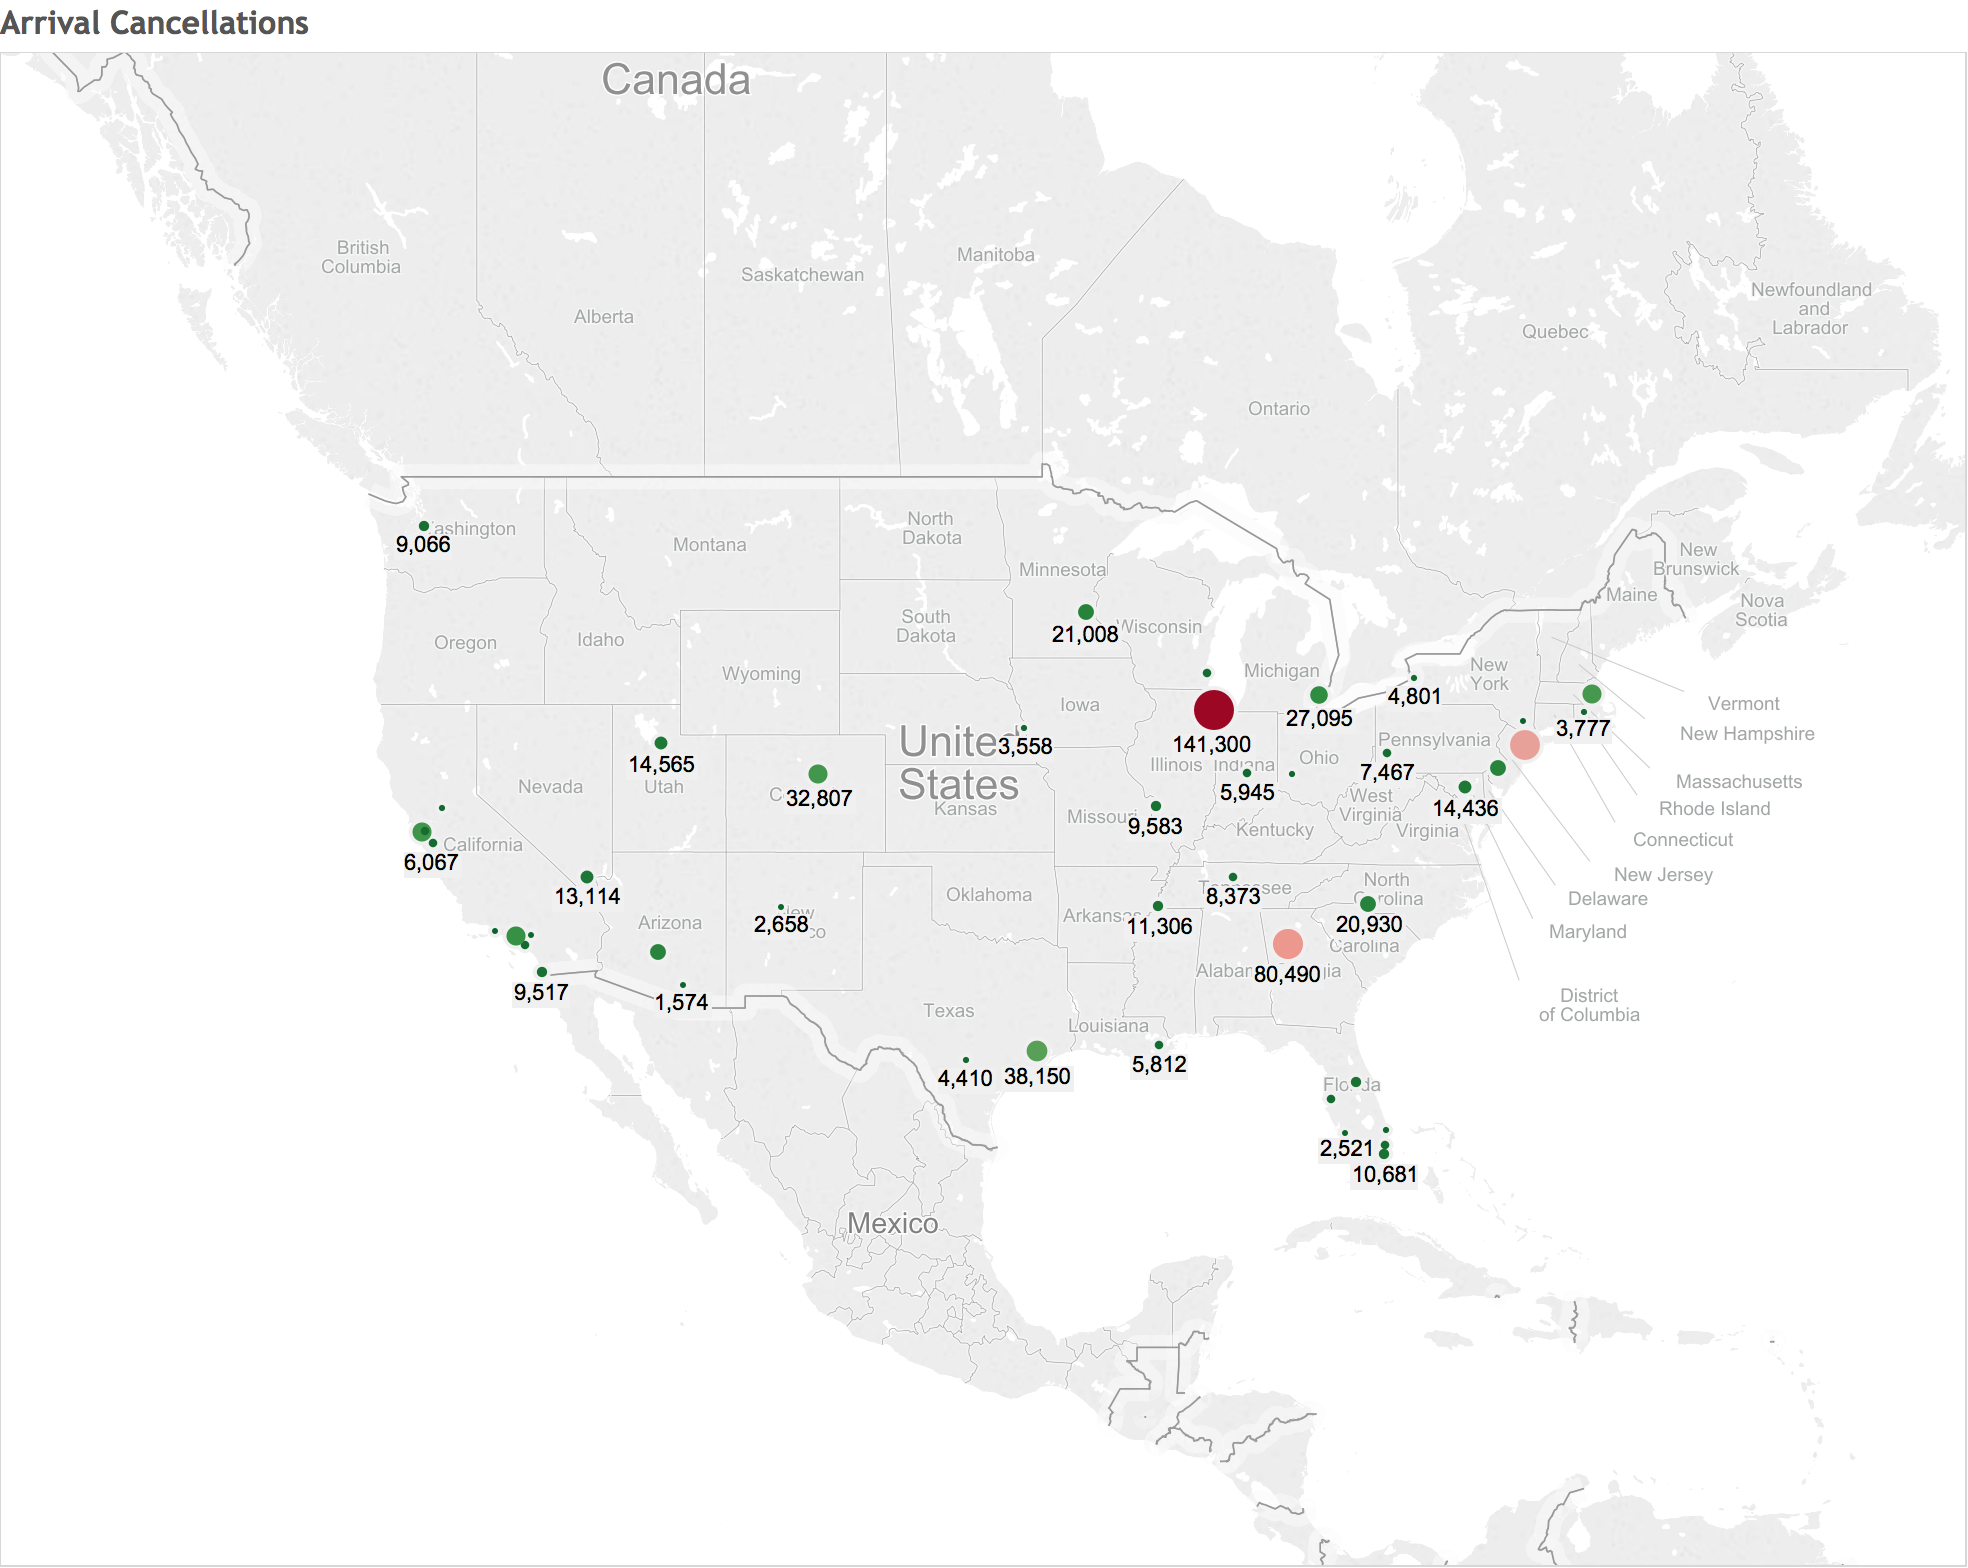 Arrival Cancellations
Canada
British
Columbia
Alberta
Saskatchewan
Manitoba
Ontario
Quebec
Newfoundland
and
Labrador
New
Brunswick
Nova
Scotia
Maine
ashington
9,066
Montana
North
Dakota
Minnesota
21,008
Wisconsin
Oregon
Idaho
South
Dakota
Wyoming
Michigan
27,095
New
York
4,801
Vermont
New Hampshire
3,777
Massachusetts
Rhode Island
Connecticut
New Jersey
Delaware
Maryland
District
of Columbia
Iowa
141,300
Illinois
Indiana
5,945
Ohio
Pennsylvania
7,467
West
Virginia
Virginia
14,436
United
States
3,558
Kansas
Nevada
14,565
Utah
32,807
Missouri
9,583
Kentucky
California
6,067
13,114
Arizona
2,658
Oklahoma
Arkansas
11,306
Tennessee
8,373
North
Carolina
20,930
Carolina
80,490
9,517
1,574
Texas
Louisiana
4,410
38,150
5,812
Florida
2,521
10,681
Mexico